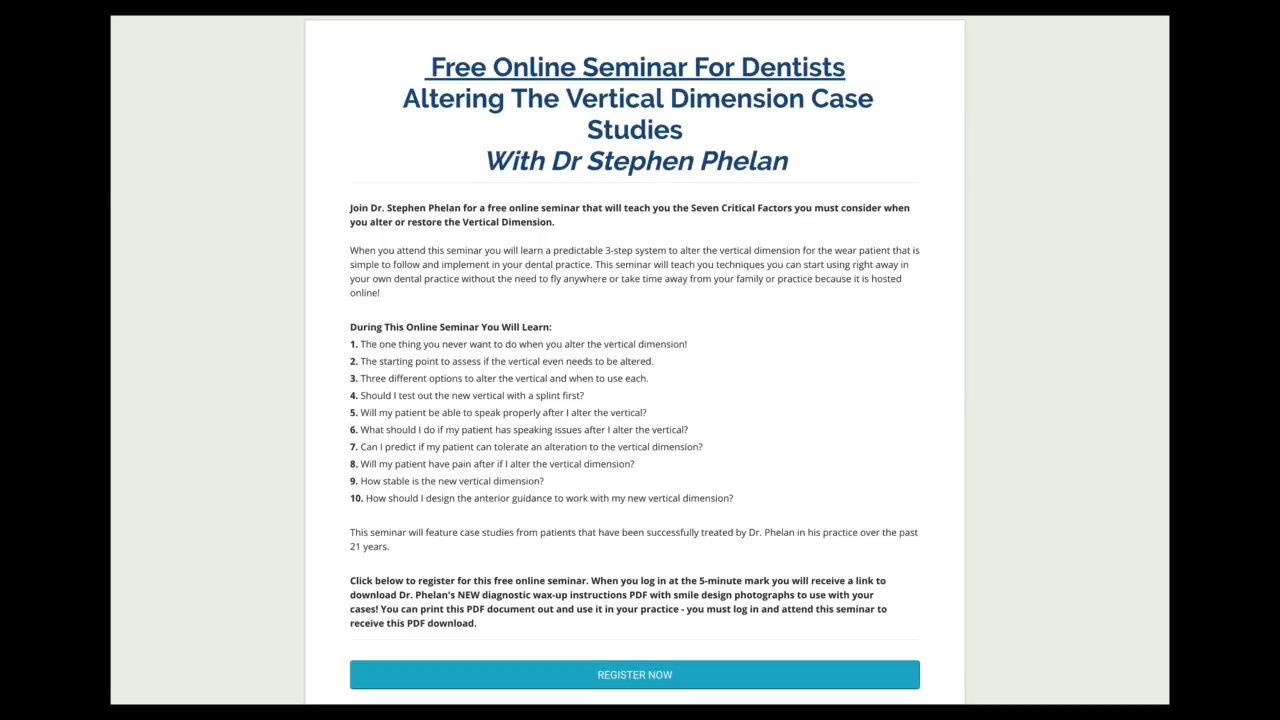 Free Online Seminar For Dentists
Altering The Vertical Dimension Case
Studies
With Dr Stephen Phelan
Join Dr. Stephen Phelan for a free online seminar that will teach you the Seven Critical Factors you must consider when
you alter or restore the Vertical Dimension.
When you attend this seminar you will learn a predictable 3-step system to alter the vertical dimension for the wear patient that is
simple to follow and implement in your dental practice. This seminar will teach you techniques you can start using right away in
your own dental practice without the need to fly anywhere or take time away from your family or practice because it is hosted
online!
During This Online Seminar You Will Learn:
1. The one thing you never want to do when you alter the vertical dimension!
2. The starting point to assess if the vertical even needs to be altered.
3. Three different options to alter the vertical and when to use each.
4. Should I test out the new vertical with a splint first?
5. Will my patient be able to speak properly after I alter the vertical?
6. What should I do if my patient has speaking issues after I alter the vertical?
7. Can I predict if my patient can tolerate an alteration to the vertical dimension?
8. Will my patient have pain after if I alter the vertical dimension?
9. How stable is the new vertical dimension?
10. How should I design the anterior guidance to work with my new vertical dimension?
This seminar will feature case studies from patients that have been successfully treated by Dr. Phelan in his practice over the past
21 years.
Click below to register for this free online seminar. When you log in at the 5-minute mark you will receive a link to
download Dr. Phelan's NEW diagnostic wax-up instructions PDF with smile design photographs to use with your
cases! You can print this PDF document out and use it in your practice - you must log in and attend this seminar to
receive this PDF download.
REGISTER NOW